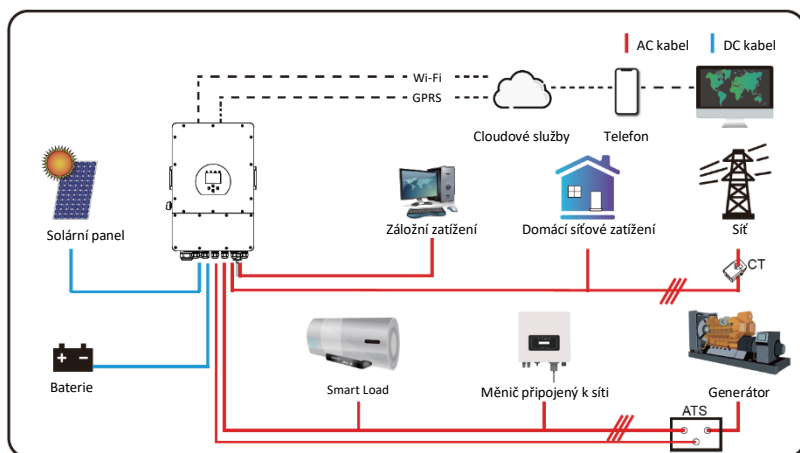 AC kabel
DC kabel
Wi-Fi
GPRS
Cloudové služby
Telefon
Solární panel
Záložní zatížení
Domácí síťové zatížení
Síť
CT
Baterie
Smart Load
Měnič připojený k síti
Generátor
ATS